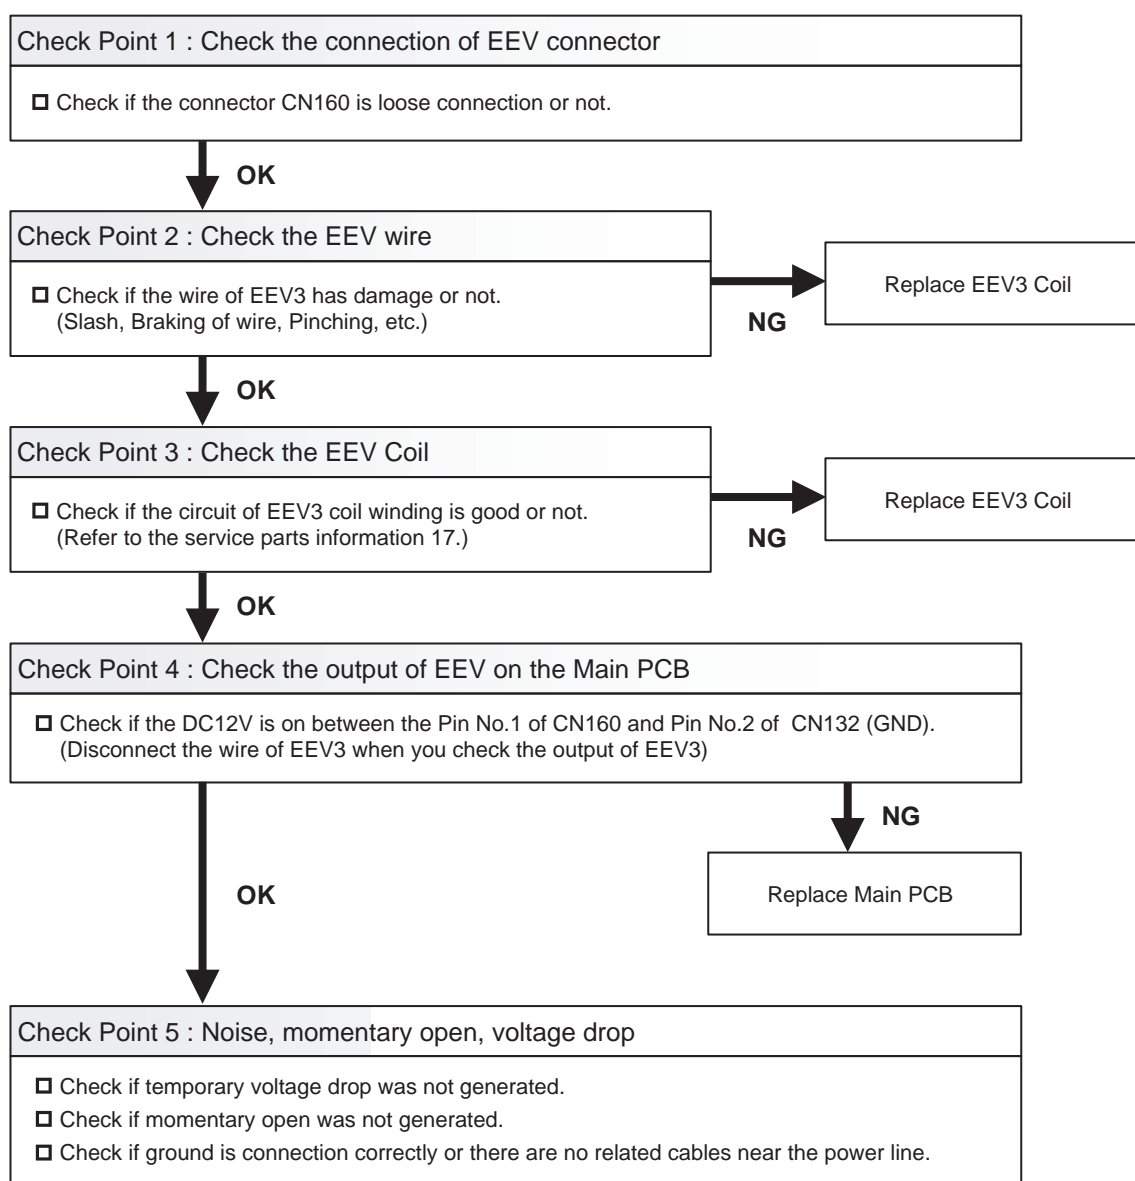 Check Point 1 : Check the connection of EEV connector
Check if the connector CN160 is loose connection or not.
OK
Check Point 2 : Check the EEV wire
Check if the wire of EEV3 has damage or not.
(Slash, Braking of wire, Pinching, etc.)
NG
Replace EEV3 Coil
OK
Check Point 3 : Check the EEV Coil
Check if the circuit of EEV3 coil winding is good or not.
(Refer to the service parts information 17.)
NG
Replace EEV3 Coil
OK
Check Point 4 : Check the output of EEV on the Main PCB
Check if the DC12V is on between the Pin No.1 of CN160 and Pin No.2 of CN132 (GND).
(Disconnect the wire of EEV3 when you check the output of EEV3)
NG
Replace Main PCB
OK
Check Point 5 : Noise, momentary open, voltage drop
Check if temporary voltage drop was not generated.
Check if momentary open was not generated.
Check if ground is connection correctly or there are no related cables near the power line.